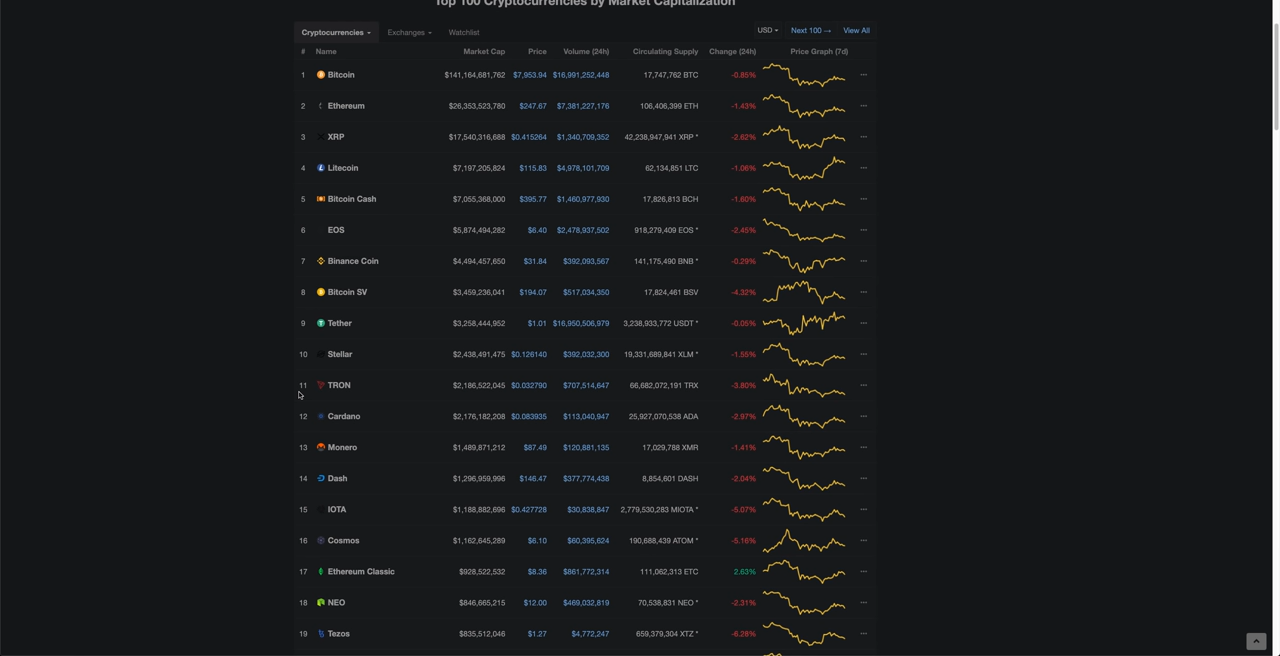 Top 100 Cryptocurrencies by Market Capitalization
Cryptocurrencies Exchanges Watchlist USD Next 100 → View All
# Name Market Cap Price Volume (24h) Circulating Supply Change (24h) Price Graph (7d)
1 Bitcoin $141,164,681,762 $7,953.94 $16,991,252,448 17,747,762 BTC -0.85%
2 Ethereum $26,353,523,780 $247.67 $7,381,227,176 106,406,399 ETH -1.43%
3 XRP $17,540,316,688 $0.415264 $1,340,709,352 42,238,947,941 XRP * -2.62%
4 Litecoin $7,197,205,824 $115.83 $4,978,101,709 62,134,851 LTC -1.06%
5 Bitcoin Cash $7,055,368,000 $395.77 $1,460,977,930 17,826,813 BCH -1.60%
6 EOS $5,874,494,282 $6.40 $2,478,937,502 918,279,409 EOS * -2.45%
7 Binance Coin $4,494,457,650 $31.84 $392,093,567 141,175,490 BNB * -0.29%
8 Bitcoin SV $3,459,236,041 $194.07 $517,034,350 17,824,461 BSV -4.32%
9 Tether $3,258,444,952 $1.01 $16,950,506,979 3,238,933,772 USDT * -0.05%
10 Stellar $2,438,491,475 $0.126140 $392,032,300 19,331,689,841 XLM * -1.55%
11 TRON $2,186,522,045 $0.032790 $707,514,647 66,682,072,191 TRX -3.80%
12 Cardano $2,176,182,208 $0.083935 $113,040,947 25,927,070,538 ADA -2.97%
13 Monero $1,489,871,212 $87.49 $120,881,135 17,029,788 XMR -1.41%
14 Dash $1,296,959,996 $146.47 $377,774,438 8,854,601 DASH -2.04%
15 IOTA $1,188,882,696 $0.427728 $30,838,847 2,779,530,283 MIOTA * -5.07%
16 Cosmos $1,162,645,289 $6.10 $60,395,624 190,688,439 ATOM * -5.16%
17 Ethereum Classic $928,522,532 $8.36 $861,772,314 111,062,313 ETC 2.63%
18 NEO $846,665,215 $12.00 $469,032,819 70,538,831 NEO * -2.31%
19 Tezos $835,512,046 $1.27 $4,772,247 659,379,304 XTZ * -6.28%